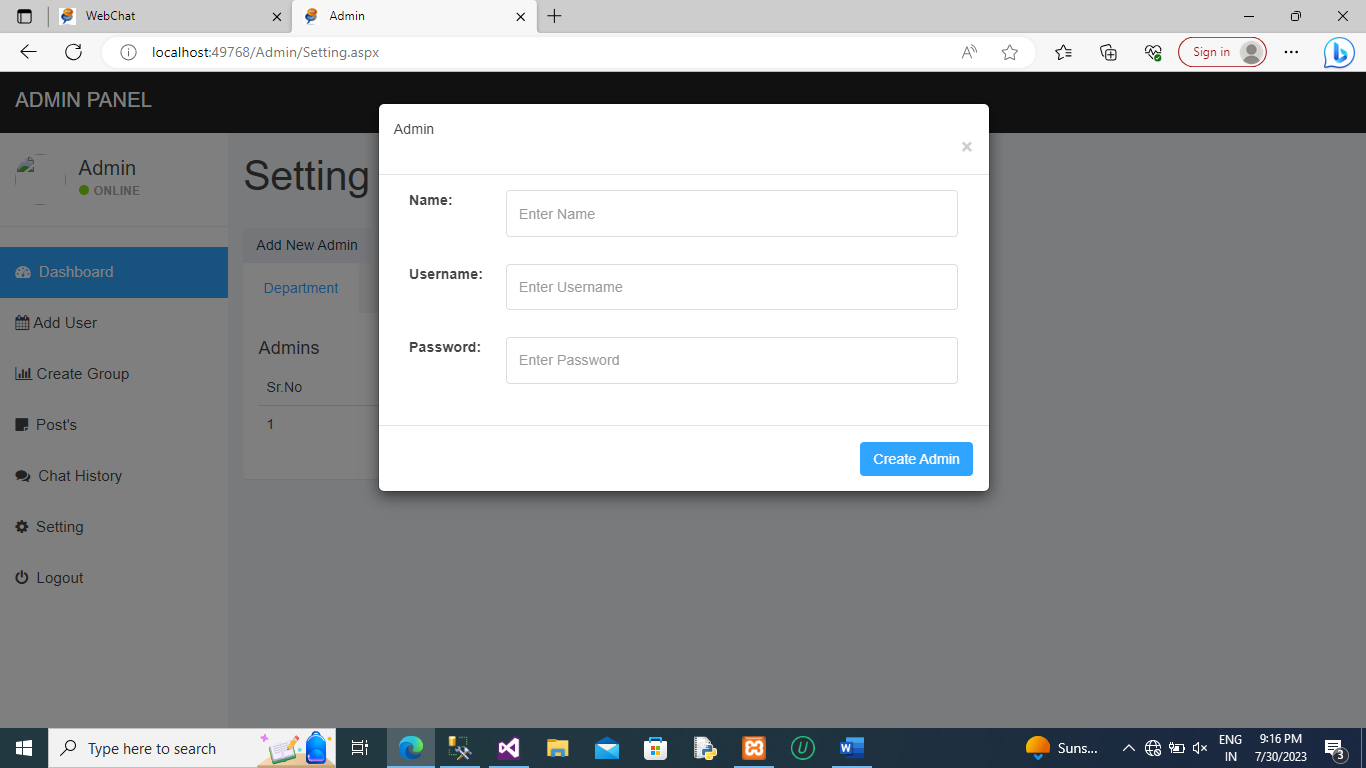 WebChat
Admin
localhost:49768/Admin/Setting.aspx
Sign in
ADMIN PANEL
Admin
ONLINE
Dashboard
Add User
Create Group
Post's
Chat History
Setting
Logout
Setting
Add New Admin
Department
Admins
Sr.No
1
Admin
×
Name:
Enter Name
Username:
Enter Username
Password:
Enter Password
Create Admin
Type here to search
Suns...
ENG
IN
9:16 PM
7/30/2023
3